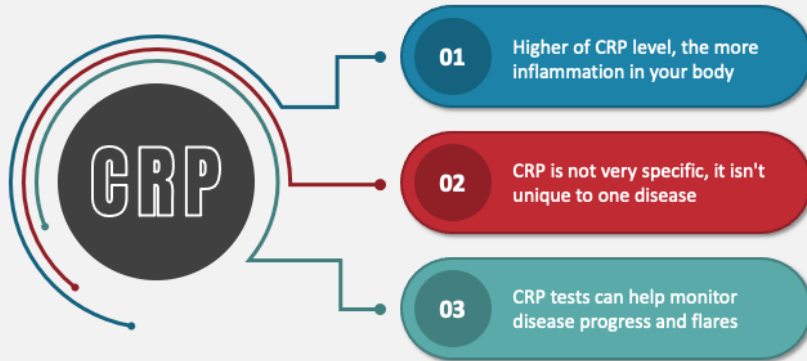 CRP
01
Higher of CRP level, the more
inflammation in your body
02
CRP is not very specific, it isn't
unique to one disease
03
CRP tests can help monitor
disease progress and flares